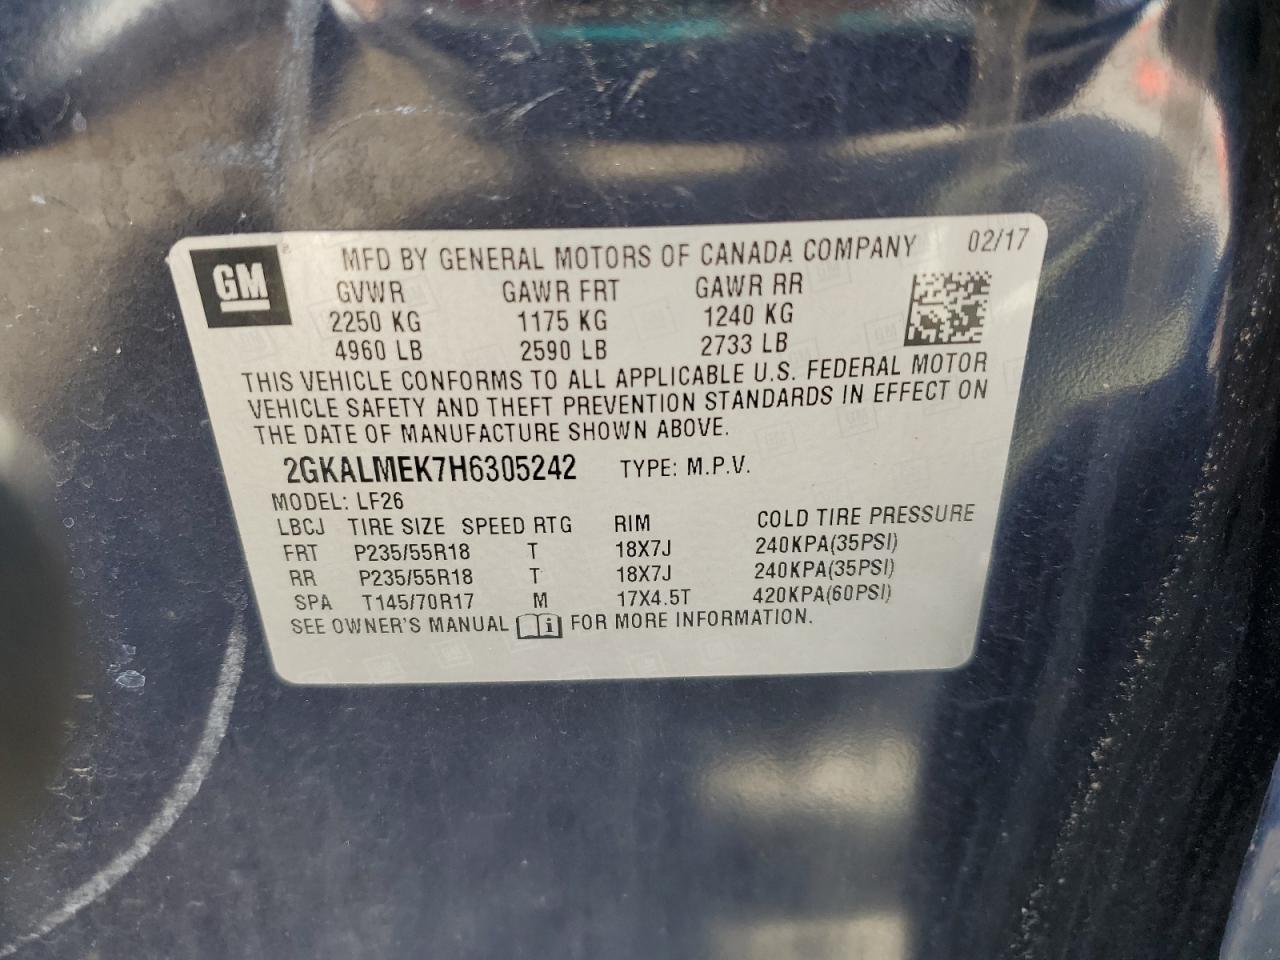 GM
MFD BY GENERAL MOTORS OF CANADA COMPANY 02/17
GVWR GAWR FRT GAWR RR
2250 KG 1175 KG 1240 KG
4960 LB 2590 LB 2733 LB
THIS VEHICLE CONFORMS TO ALL APPLICABLE U.S. FEDERAL MOTOR
VEHICLE SAFETY AND THEFT PREVENTION STANDARDS IN EFFECT ON
THE DATE OF MANUFACTURE SHOWN ABOVE.
2GKALMEK7H6305242 TYPE: M.P.V.
MODEL: LF26
LBCJ TIRE SIZE SPEED RTG RIM COLD TIRE PRESSURE
FRT P235/55R18 T 18X7J 240KPA(35PSI)
RR P235/55R18 T 18X7J 240KPA(35PSI)
SPA T145/70R17 M 17X4.5T 420KPA(60PSI)
SEE OWNER'S MANUAL i FOR MORE INFORMATION.